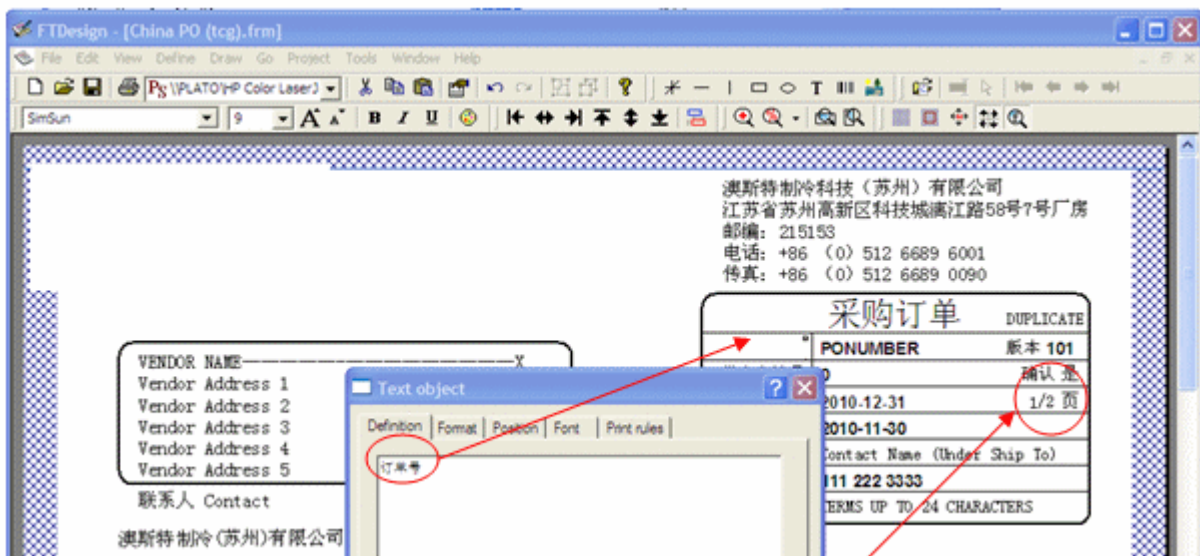 FTDesign - [China PO (tcg).frm]
File Edit View Define Draw Go Project Tools Window Help
\\PLATO\HP Color LaserJ
SimSun 9 B I U
澳斯特制冷科技（苏州）有限公司
江苏省苏州高新区科技城漓江路58号7号厂房
邮编: 215153
电话: +86 (0) 512 6689 6001
传真: +86 (0) 512 6689 0090
采购订单 DUPLICATE
PONUMBER 版本 101
确认 是
2010-12-31 1/2 页
2010-11-30
Contact Name (Under Ship To)
111 222 3333
TERMS UP TO 24 CHARACTERS
VENDOR NAME X
Vendor Address 1
Vendor Address 2
Vendor Address 3
Vendor Address 4
Vendor Address 5
联系人 Contact
澳斯特制冷(苏州)有限公司
Text object
Definition Format Position Font Print rules
订单号